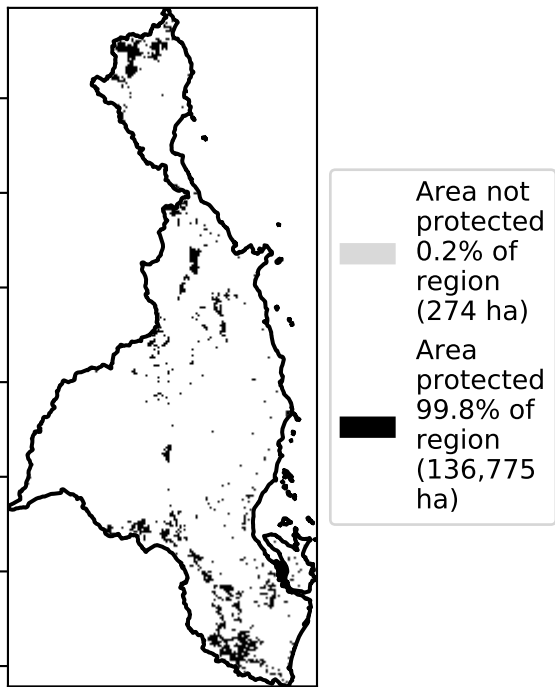 Area not
protected
0.2% of
region
(274 ha)
Area
protected
99.8% of
region
(136,775
ha)